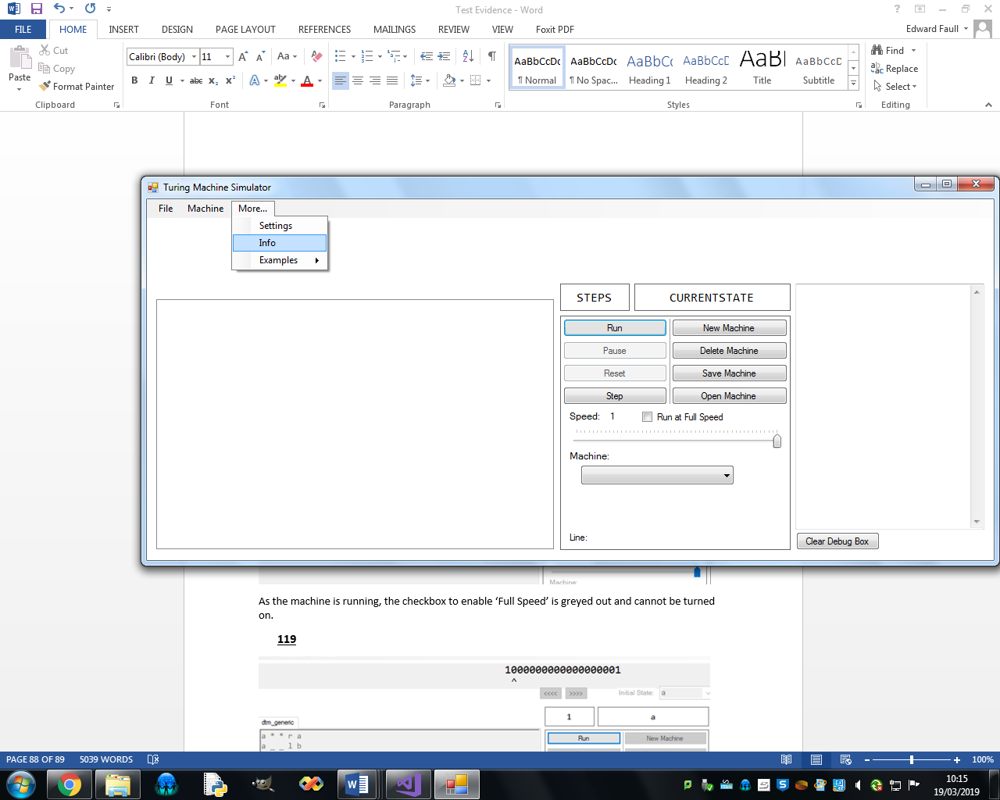 Test Evidence - Word
FILE HOME INSERT DESIGN PAGE LAYOUT REFERENCES MAILINGS REVIEW VIEW Foxit PDF Edward Faull
Cut
Copy
Format Painter
Paste
Clipboard
Calibri (Body) 11
Font
Paragraph
AaBbCcDc AaBbCcDc AaBbCc AaBbCcD AaBl AaBbCcD
¶ Normal ¶ No Spac... Heading 1 Heading 2 Title Subtitle
Styles
Find
Replace
Select
Editing
Turing Machine Simulator
File Machine More...
Settings
Info
Examples
STEPS CURRENTSTATE
Run New Machine
Pause Delete Machine
Reset Save Machine
Step Open Machine
Speed: 1 Run at Full Speed
Machine:
Line:
Clear Debug Box
Machine:
As the machine is running, the checkbox to enable ‘Full Speed’ is greyed out and cannot be turned
on.
119
1000000000000000001
^
<<<< >>>> Initial State: a
1 a
dtm_generic
Run New Machine
a * * r a
a _ _ l b
PAGE 88 OF 89 5039 WORDS 100%
10:15
19/03/2019